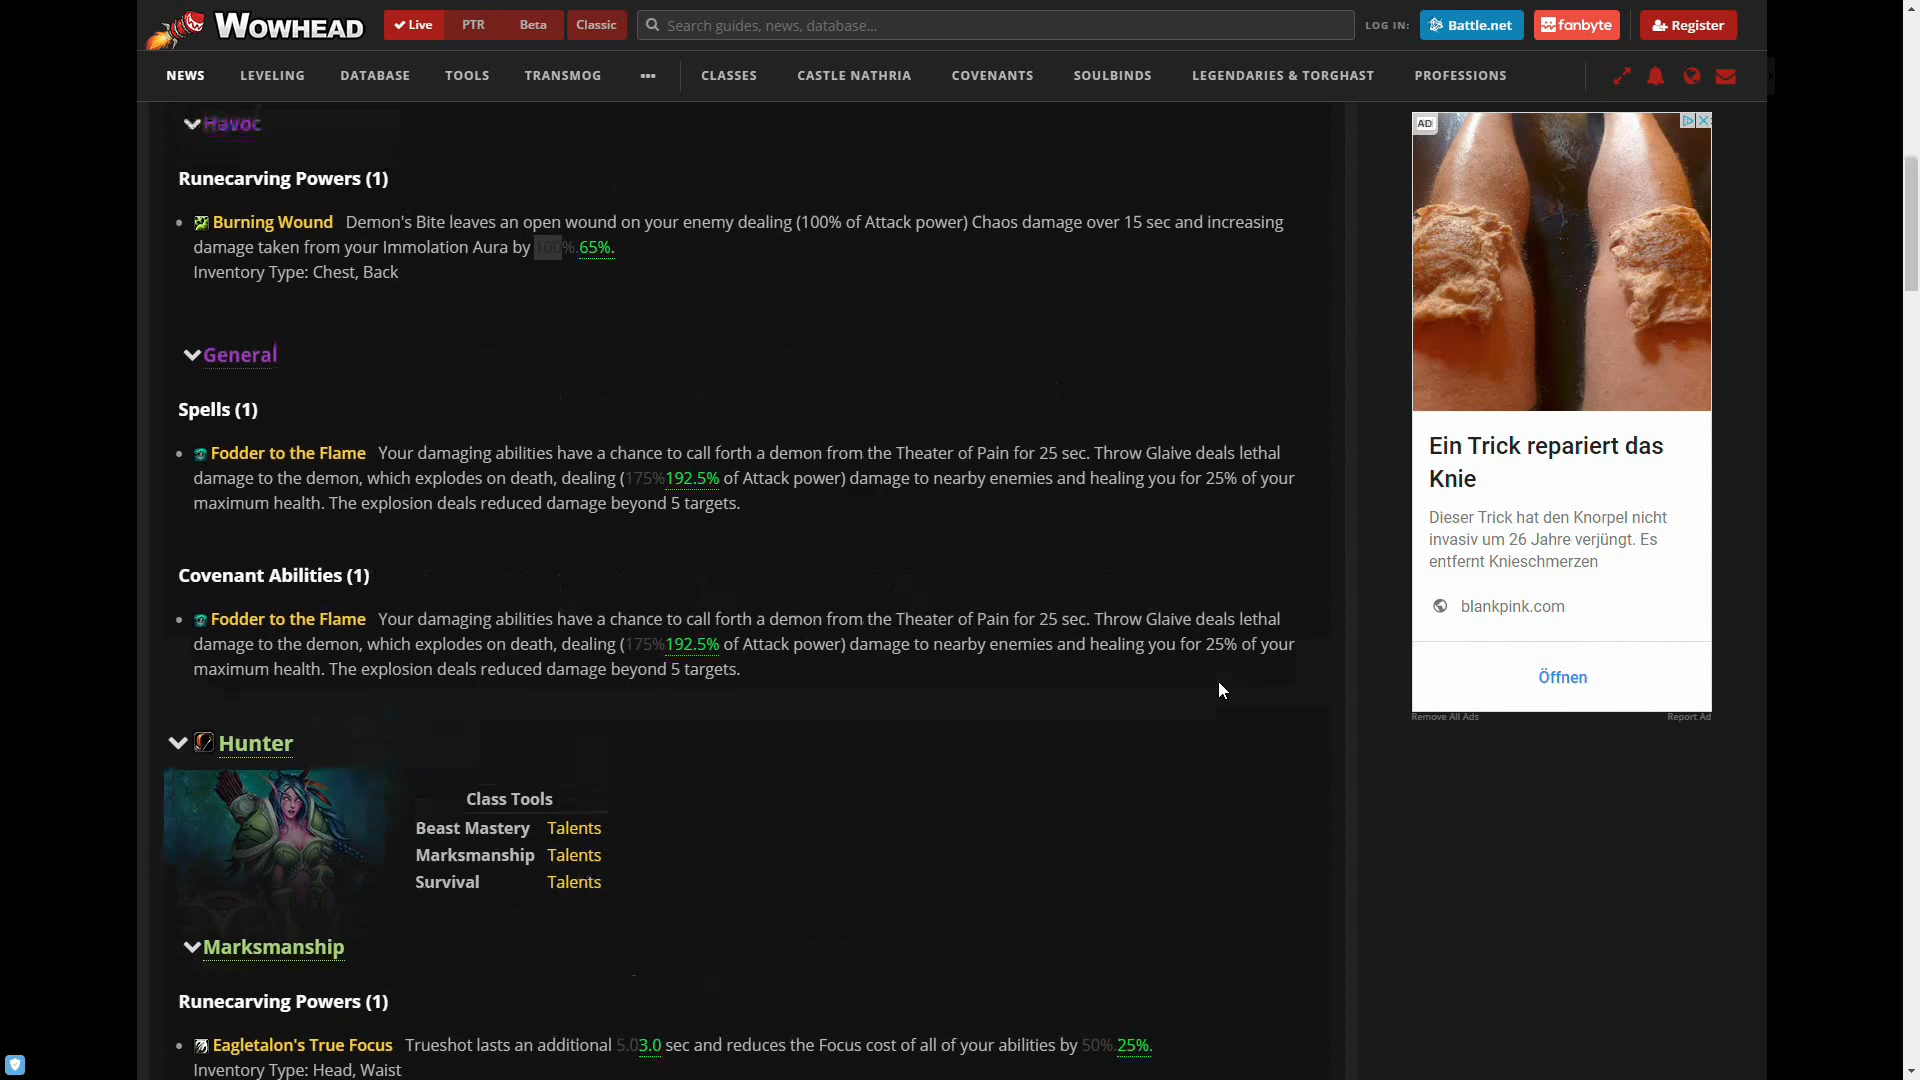 WOWHEAD
Live PTR Beta Classic
Search guides, news, database...
LOG IN: Battle.net fanbyte Register
NEWS LEVELING DATABASE TOOLS TRANSMOG ••• CLASSES CASTLE NATHRIA COVENANTS SOULBINDS LEGENDARIES & TORGHAST PROFESSIONS
Havoc
Runecarving Powers (1)
• Burning Wound Demon's Bite leaves an open wound on your enemy dealing (100% of Attack power) Chaos damage over 15 sec and increasing
damage taken from your Immolation Aura by 100%.65%.
Inventory Type: Chest, Back
General
Spells (1)
• Fodder to the Flame Your damaging abilities have a chance to call forth a demon from the Theater of Pain for 25 sec. Throw Glaive deals lethal
damage to the demon, which explodes on death, dealing (175%192.5% of Attack power) damage to nearby enemies and healing you for 25% of your
maximum health. The explosion deals reduced damage beyond 5 targets.
Covenant Abilities (1)
• Fodder to the Flame Your damaging abilities have a chance to call forth a demon from the Theater of Pain for 25 sec. Throw Glaive deals lethal
damage to the demon, which explodes on death, dealing (175%192.5% of Attack power) damage to nearby enemies and healing you for 25% of your
maximum health. The explosion deals reduced damage beyond 5 targets.
Hunter
Class Tools
Beast Mastery Talents
Marksmanship Talents
Survival Talents
Marksmanship
Runecarving Powers (1)
• Eagletalon's True Focus Trueshot lasts an additional 5.03.0 sec and reduces the Focus cost of all of your abilities by 50%.25%.
Inventory Type: Head, Waist
AD
Ein Trick repariert das
Knie
Dieser Trick hat den Knorpel nicht
invasiv um 26 Jahre verjüngt. Es
entfernt Knieschmerzen
blankpink.com
Öffnen
Remove All Ads Report Ad